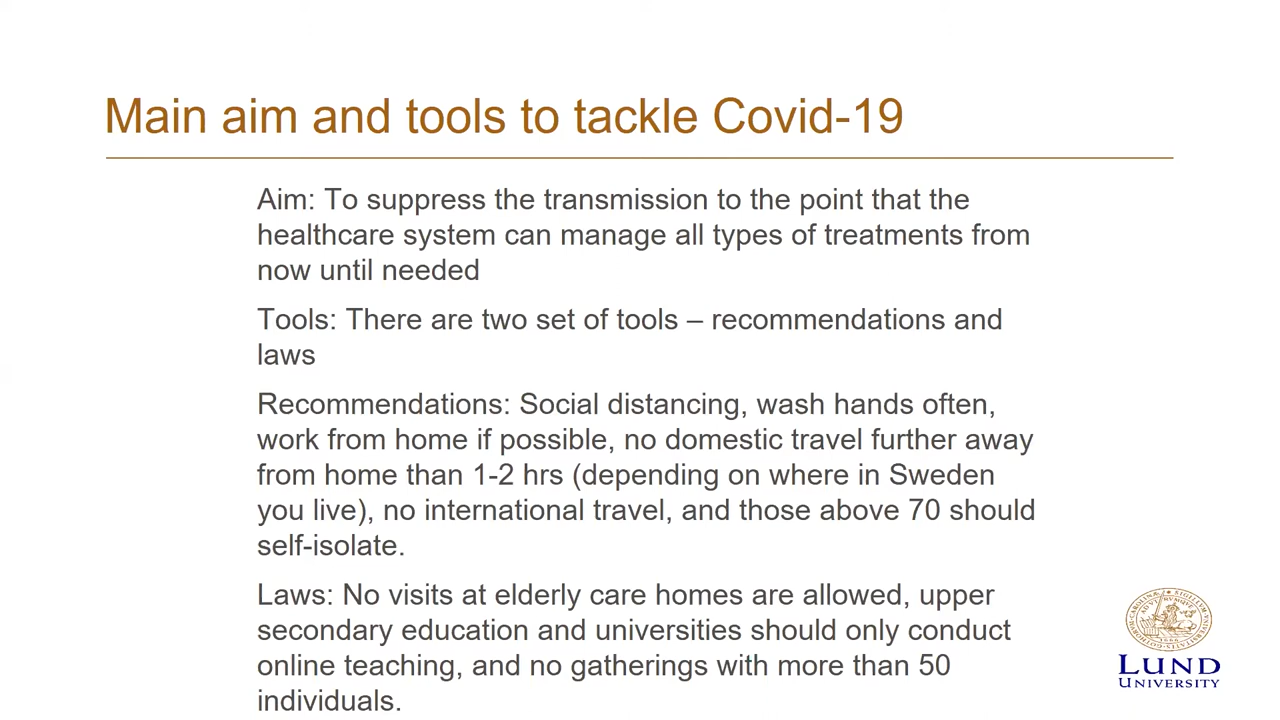 Main aim and tools to tackle Covid-19
Aim: To suppress the transmission to the point that the
healthcare system can manage all types of treatments from
now until needed
Tools: There are two set of tools – recommendations and
laws
Recommendations: Social distancing, wash hands often,
work from home if possible, no domestic travel further away
from home than 1-2 hrs (depending on where in Sweden
you live), no international travel, and those above 70 should
self-isolate.
Laws: No visits at elderly care homes are allowed, upper
secondary education and universities should only conduct
online teaching, and no gatherings with more than 50
individuals.
LUND
UNIVERSITY